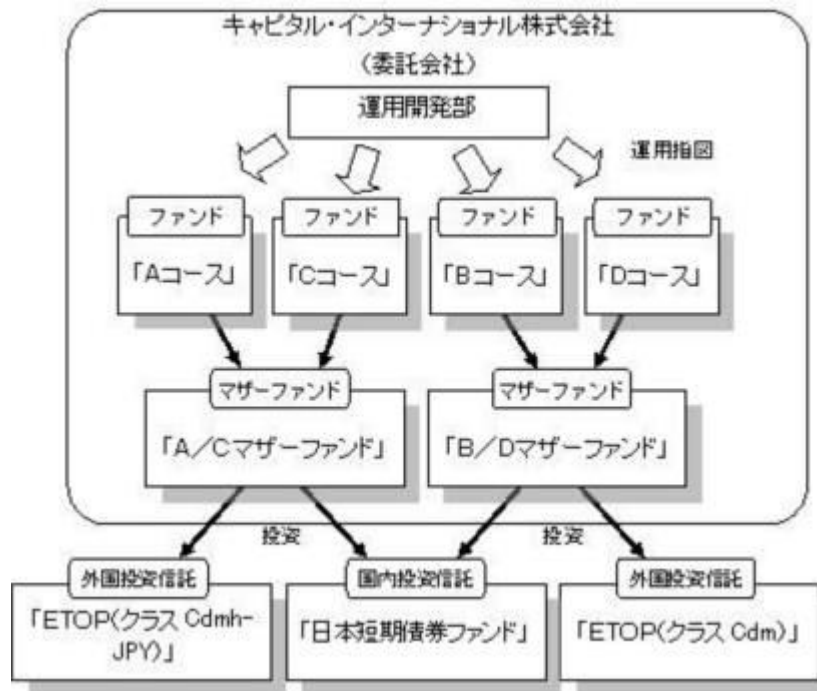 キャピタル・インターナショナル株式会社
(委託会社)
運用開発部
運用指図
ファンド
「Aコース」
ファンド
「Cコース」
ファンド
「Bコース」
ファンド
「Dコース」
マザーファンド
「A/Cマザーファンド」
マザーファンド
「B/Dマザーファンド」
投資
投資
外国投資信託
「ETOP(クラス Cdmh-
JPY)」
国内投資信託
「日本短期債券ファンド」
外国投資信託
「ETOP(クラス Cdm)」